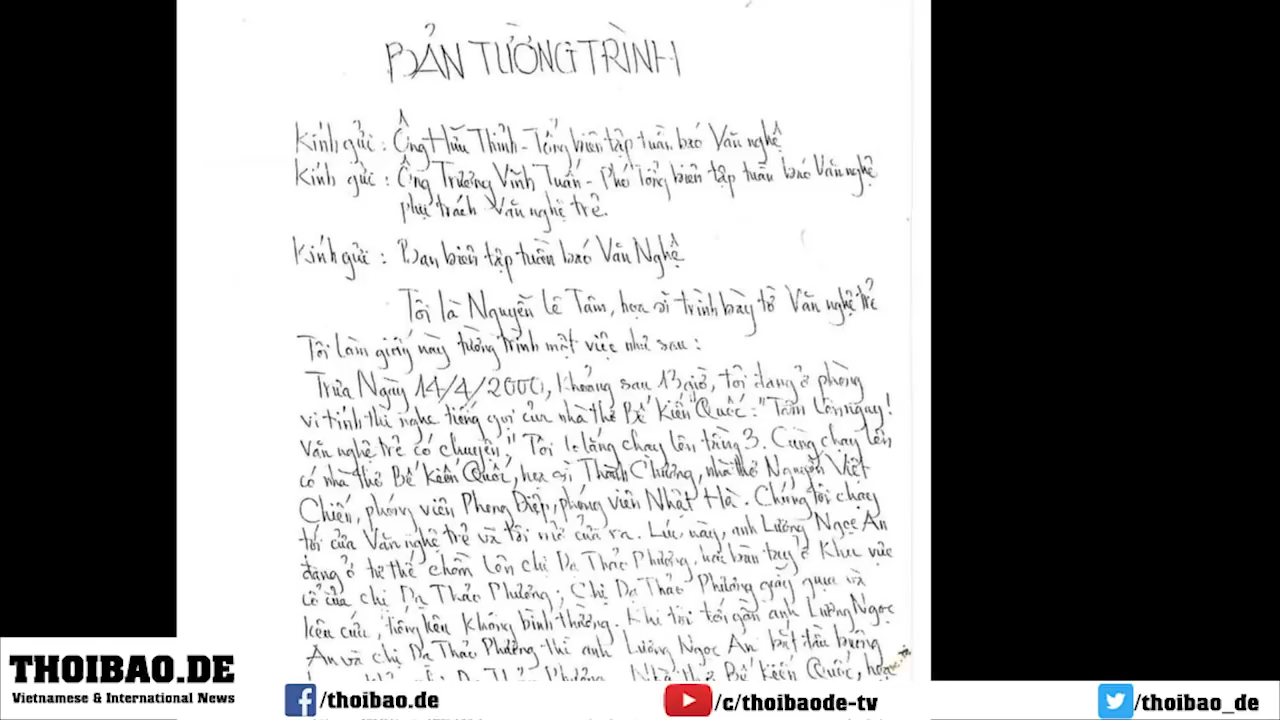 BẢN TƯỜNG TRÌNH
Kính gửi : Ông Hữu Thỉnh - Tổng biên tập tuần báo Văn nghệ
Kính gửi : Ông Trương Vĩnh Tuấn - Phó Tổng biên tập tuần báo Văn nghệ
phụ trách Văn nghệ trẻ.
Kính gửi : Ban biên tập tuần báo Văn Nghệ
Tôi là Nguyễn Lê Tâm, họa sĩ trình bày tờ Văn nghệ trẻ
Tôi làm giấy này tường trình một việc như sau :
Trưa Ngày 14/4/2000, khoảng sau 13 giờ, tôi đang ở phòng
vi tính thì nghe tiếng gọi của nhà thơ Bế Kiến Quốc : "Tâm lên ngay!
Văn nghệ trẻ có chuyện," Tôi lo lắng chạy lên tầng 3. Cùng chạy lên
có nhà thơ Bế Kiến Quốc, họa sĩ Thành Chương, nhà thơ Nguyễn Việt
Chiến, phóng viên Phong Điệp, phóng viên Nhật Hà. Chúng tôi chạy
tới cửa Văn nghệ trẻ và tôi mở cửa ra. Lúc này, anh Lương Ngọc An
đang ở tư thế chồm lên chị Dạ Thảo Phương, hai bàn tay ở khu vực
cổ của chị Dạ Thảo Phương; Chị Dạ Thảo Phương giãy giụa và
kêu cứu, tiếng kêu không bình thường. Khi tôi tới gần anh Lương Ngọc
An và chị Dạ Thảo Phương thì anh Lương Ngọc An bắt đầu buông
Dạ Thảo Phương. Nhà thơ Bế Kiến Quốc, họa
THOIBAO.DE
Vietnamese & International News
/thoibao.de
/c/thoibaode-tv
/thoibao_de